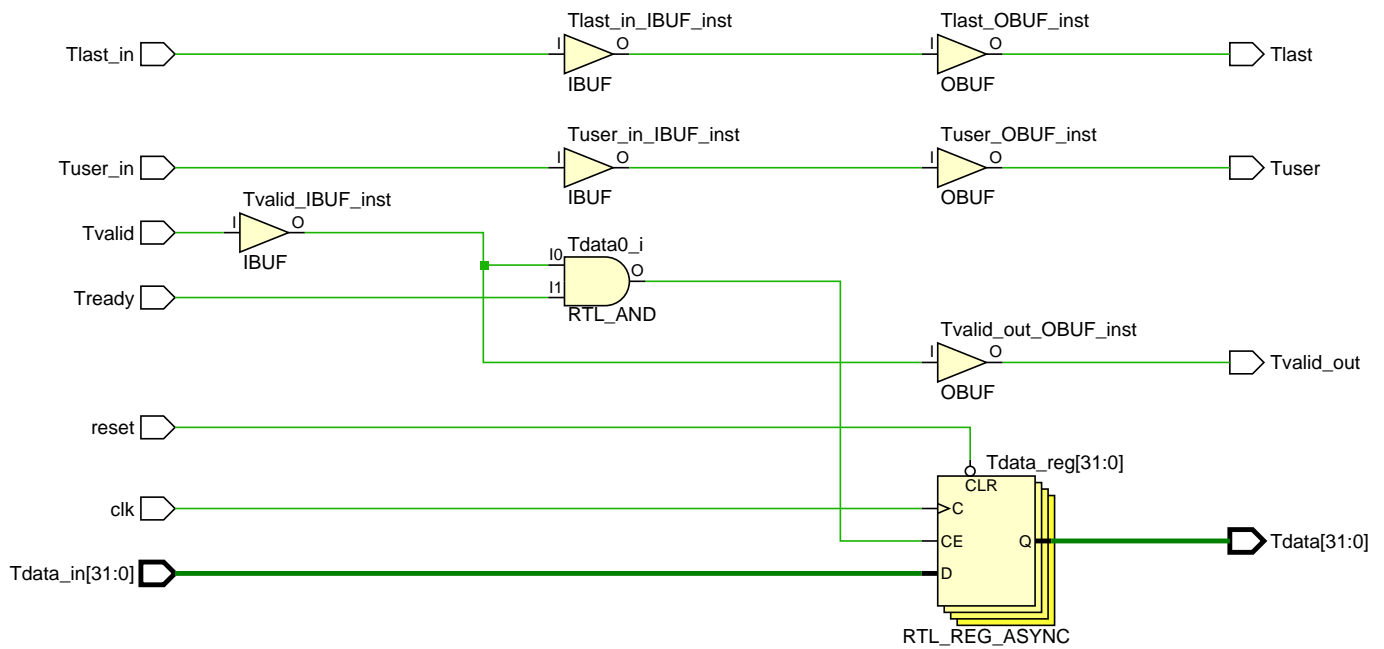 Tlast_in_IBUF_inst
Tlast_OBUF_inst
Tlast_in
I
O
I
O
Tlast
IBUF
OBUF
Tuser_in_IBUF_inst
Tuser_OBUF_inst
Tuser_in
I
O
I
O
Tuser
IBUF
OBUF
Tvalid_IBUF_inst
Tvalid
I
O
IBUF
Tdata0_i
I0
O
Tready
I1
RTL_AND
Tvalid_out_OBUF_inst
I
O
Tvalid_out
OBUF
reset
Tdata_reg[31:0]
CLR
clk
C
CE
Q
Tdata[31:0]
Tdata_in[31:0]
D
RTL_REG_ASYNC